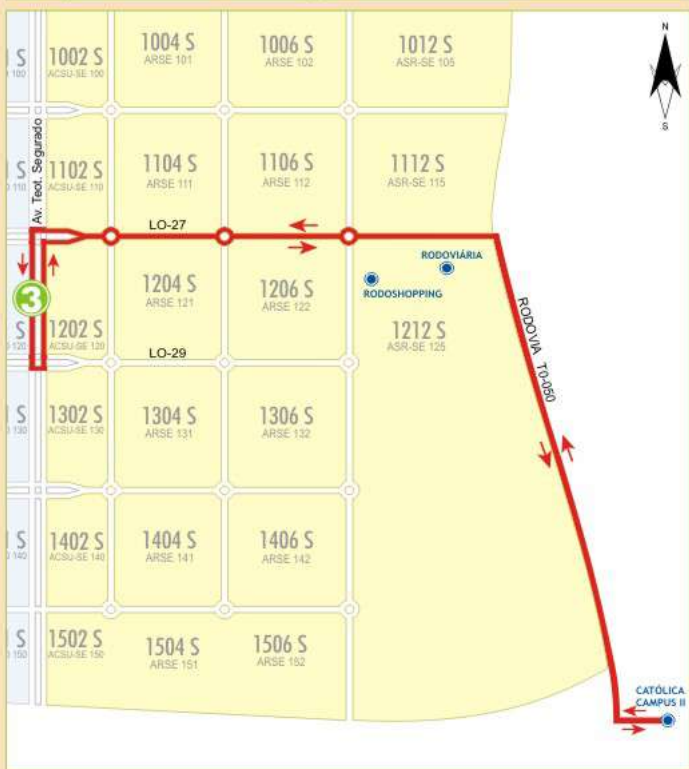 1002 S
ACSU-SE 100
1004 S
ARSE 101
1006 S
ARSE 102
1012 S
ASR-SE 105
N
S
Av. Teot. Segurado
1102 S
ACSU-SE 110
1104 S
ARSE 111
1106 S
ARSE 112
1112 S
ASR-SE 115
LO-27
RODOVIÁRIA
RODOSHOPPING
3
1202 S
ACSU-SE 120
1204 S
ARSE 121
1206 S
ARSE 122
1212 S
ASR-SE 125
LO-29
RODOVIA T0-050
1302 S
ACSU-SE 130
1304 S
ARSE 131
1306 S
ARSE 132
1402 S
ACSU-SE 140
1404 S
ARSE 141
1406 S
ARSE 142
1502 S
ACSU-SE 150
1504 S
ARSE 151
1506 S
ARSE 152
CATÓLICA
CAMPUS II